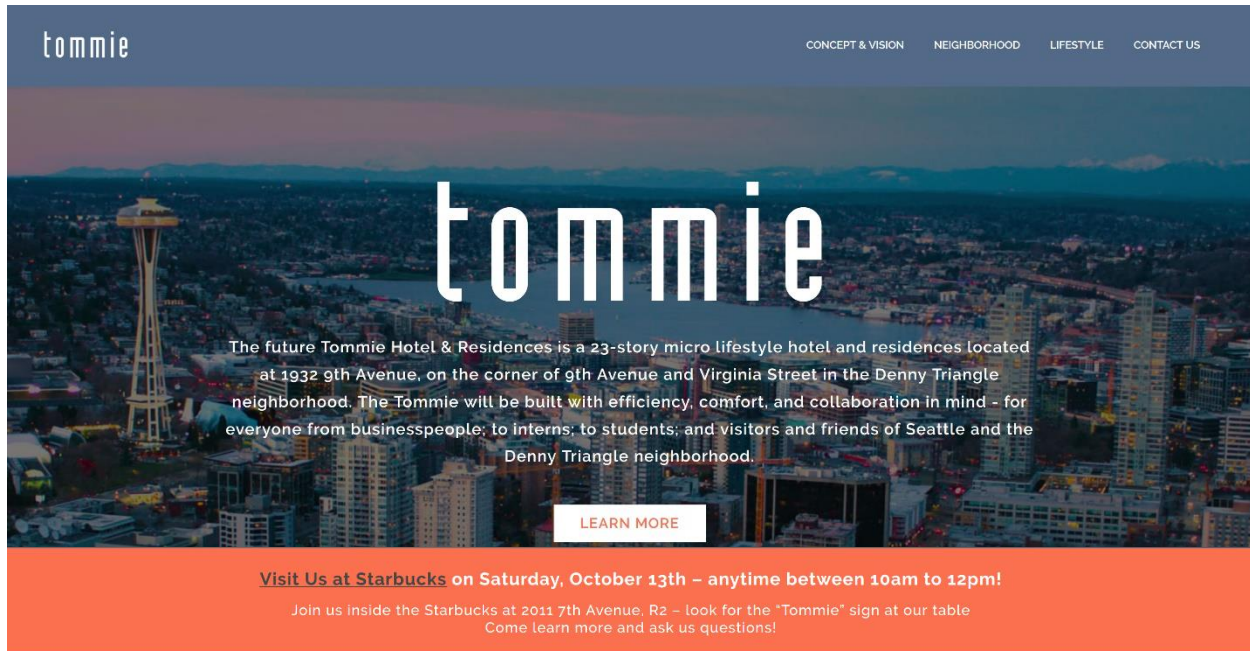 tommie
CONCEPT & VISION NEIGHBORHOOD LIFESTYLE CONTACT US
tommie
The future Tommie Hotel & Residences is a 23-story micro lifestyle hotel and residences located
at 1932 9th Avenue, on the corner of 9th Avenue and Virginia Street in the Denny Triangle
neighborhood. The Tommie will be built with efficiency, comfort, and collaboration in mind - for
everyone from businesspeople; to interns; to students; and visitors and friends of Seattle and the
Denny Triangle neighborhood.
LEARN MORE
Visit Us at Starbucks on Saturday, October 13th – anytime between 10am to 12pm!
Join us inside the Starbucks at 2011 7th Avenue, R2 – look for the “Tommie” sign at our table
Come learn more and ask us questions!